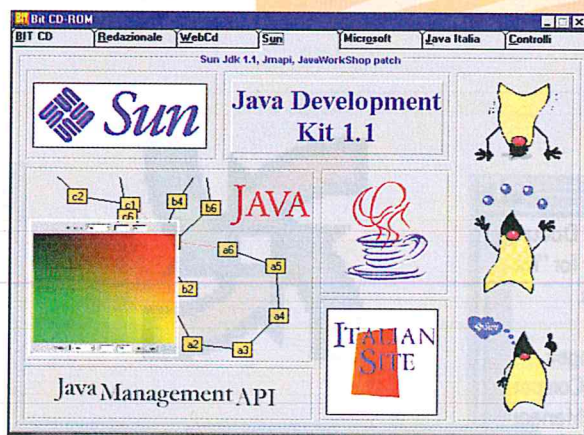 BIT Bit CD-ROM
BIT CD Redazionale WebCd Sun Microsoft Java Italia Controlli
Sun Jdk 1.1, Jmapi, JavaWorkShop patch
Sun
Java Development
Kit 1.1
JAVA
c2
c1
c6
b4
b6
a6
a5
b2
a4
a2
a3
ITALIAN
SITE
Java Management API